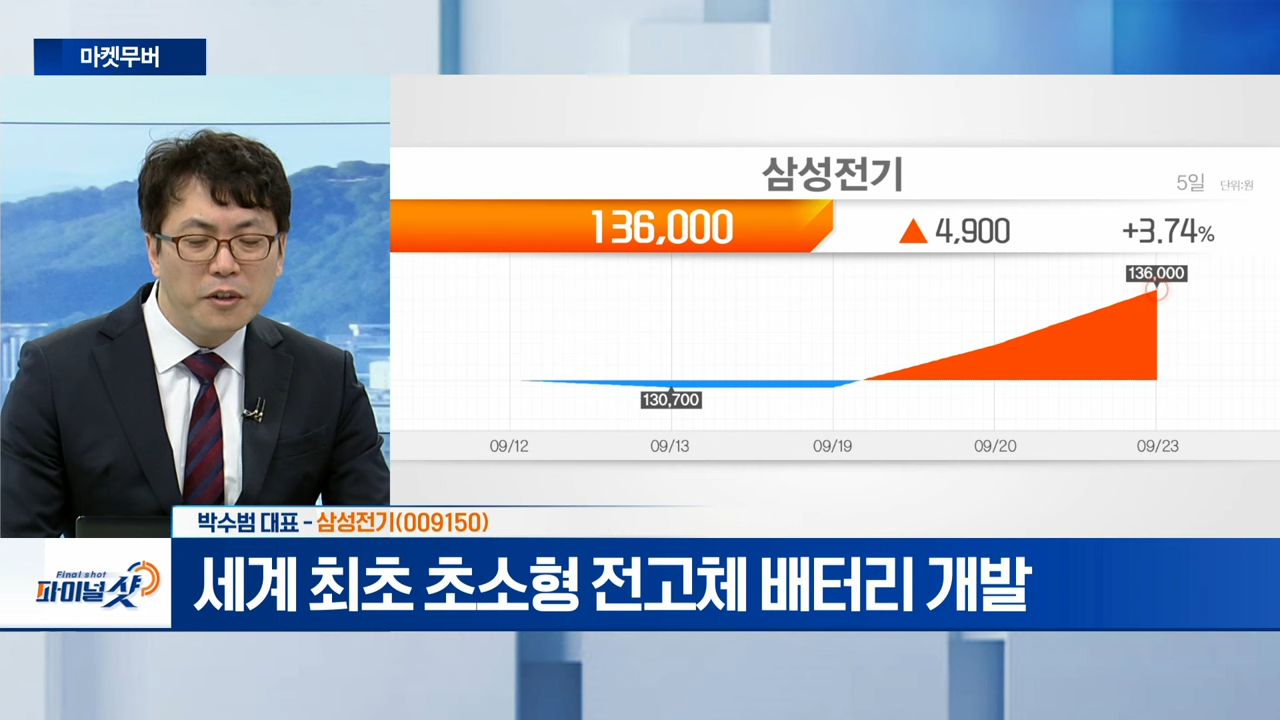 마켓무버
삼성전기
5일 단위:원
136,000 ▲ 4,900 +3.74%
136,000
130,700
09/12 09/13 09/19 09/20 09/23
박수범 대표 - 삼성전기(009150)
Final shot
파이널샷
세계 최초 초소형 전고체 배터리 개발